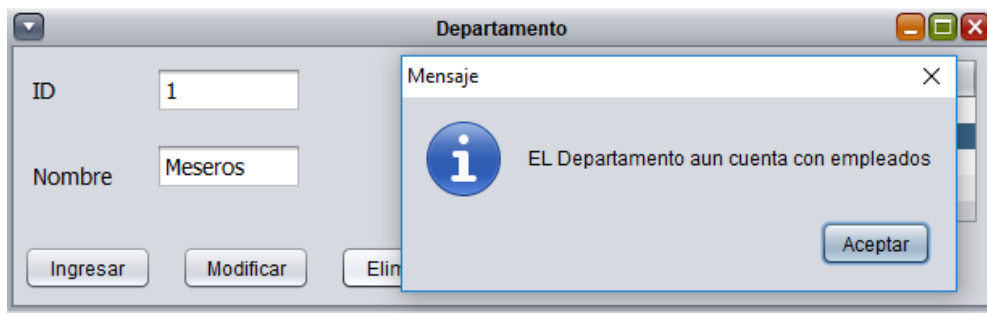 Departamento
ID 1
Nombre Meseros
Ingresar Modificar Elim
Mensaje
EL Departamento aun cuenta con empleados
Aceptar